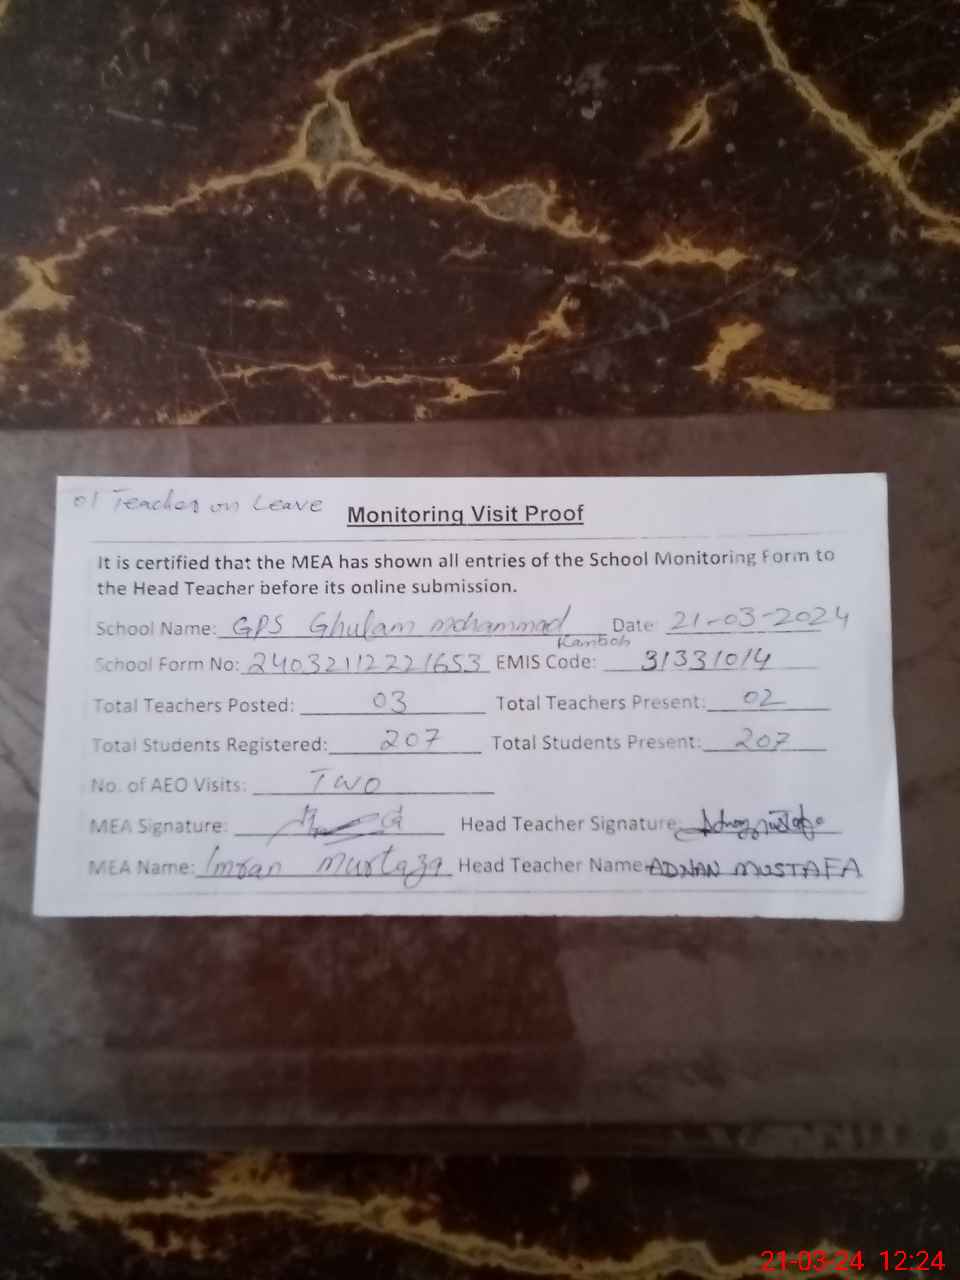 01 Teacher on Leave
Monitoring Visit Proof
It is certified that the MEA has shown all entries of the School Monitoring Form to
the Head Teacher before its online submission.
School Name: GPS Ghulam mohammad Kamboh Date: 21-03-2024
School Form No: 24032112221653 EMIS Code: 31331014
Total Teachers Posted: 03 Total Teachers Present: 02
Total Students Registered: 207 Total Students Present: 207
No. of AEO Visits: Two
MEA Signature: Head Teacher Signature:
MEA Name: Imran Murtaza Head Teacher Name: ADNAN MUSTAFA
21-03-24 12:24